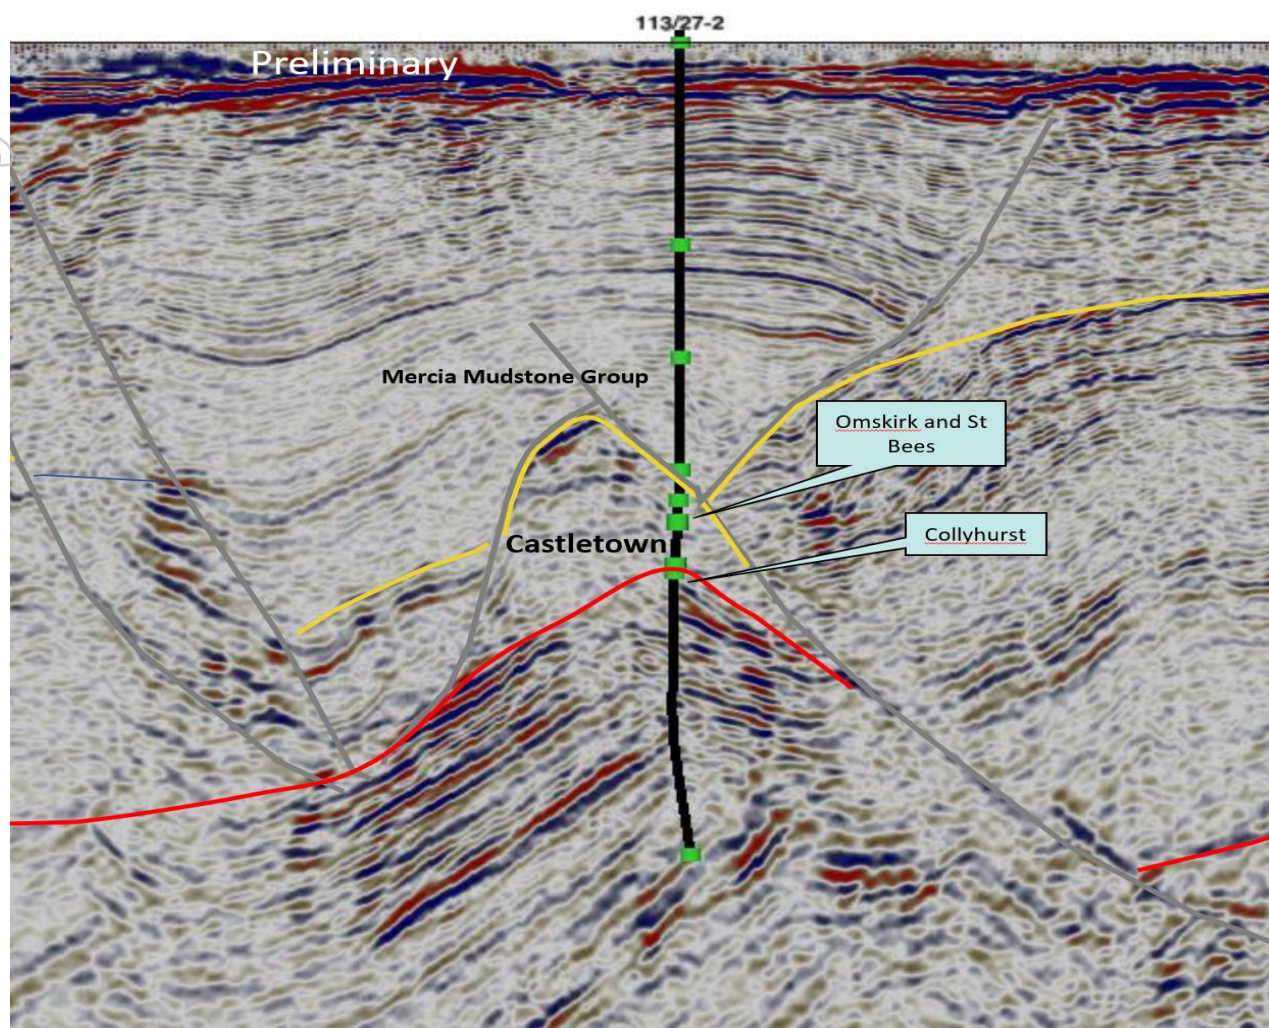 113/27-2
Preliminary
Mercia Mudstone Group
Omskirk and St
Bees
Castletown
Collyhurst